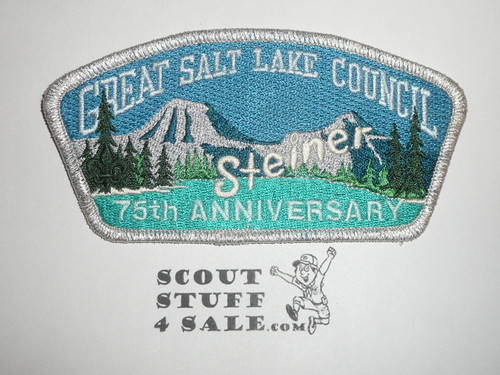 GREAT SALT LAKE COUNCIL
Steiner
75th ANNIVERSARY
SCOUT
STUFF
4 SALE.com